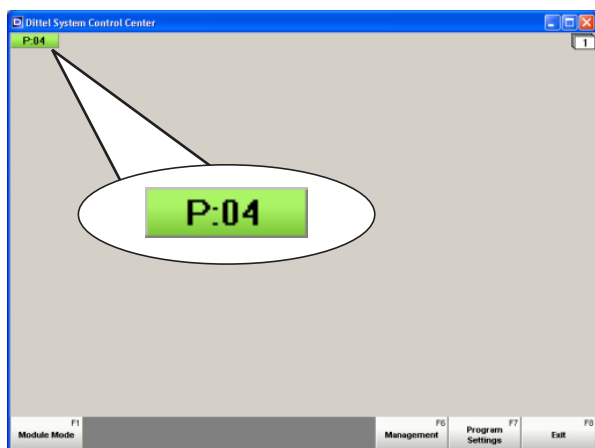 Dittel System Control Center
P:04
1
P:04
F1
Module Mode
F6
Management
F7
Program
Settings
F8
Exit